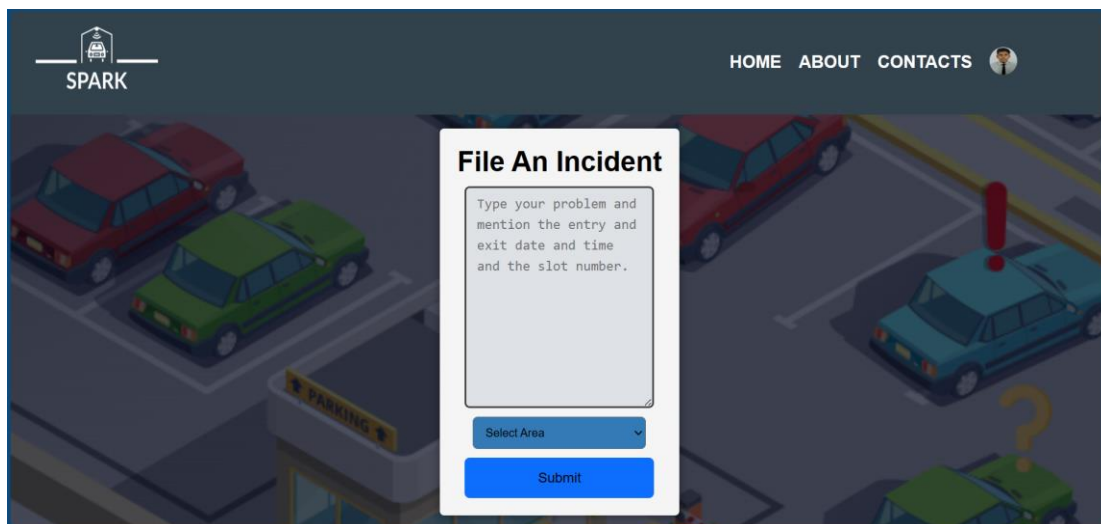 SPARK
HOME ABOUT CONTACTS
File An Incident
Type your problem and
mention the entry and
exit date and time
and the slot number.
Select Area
Submit
PARKING